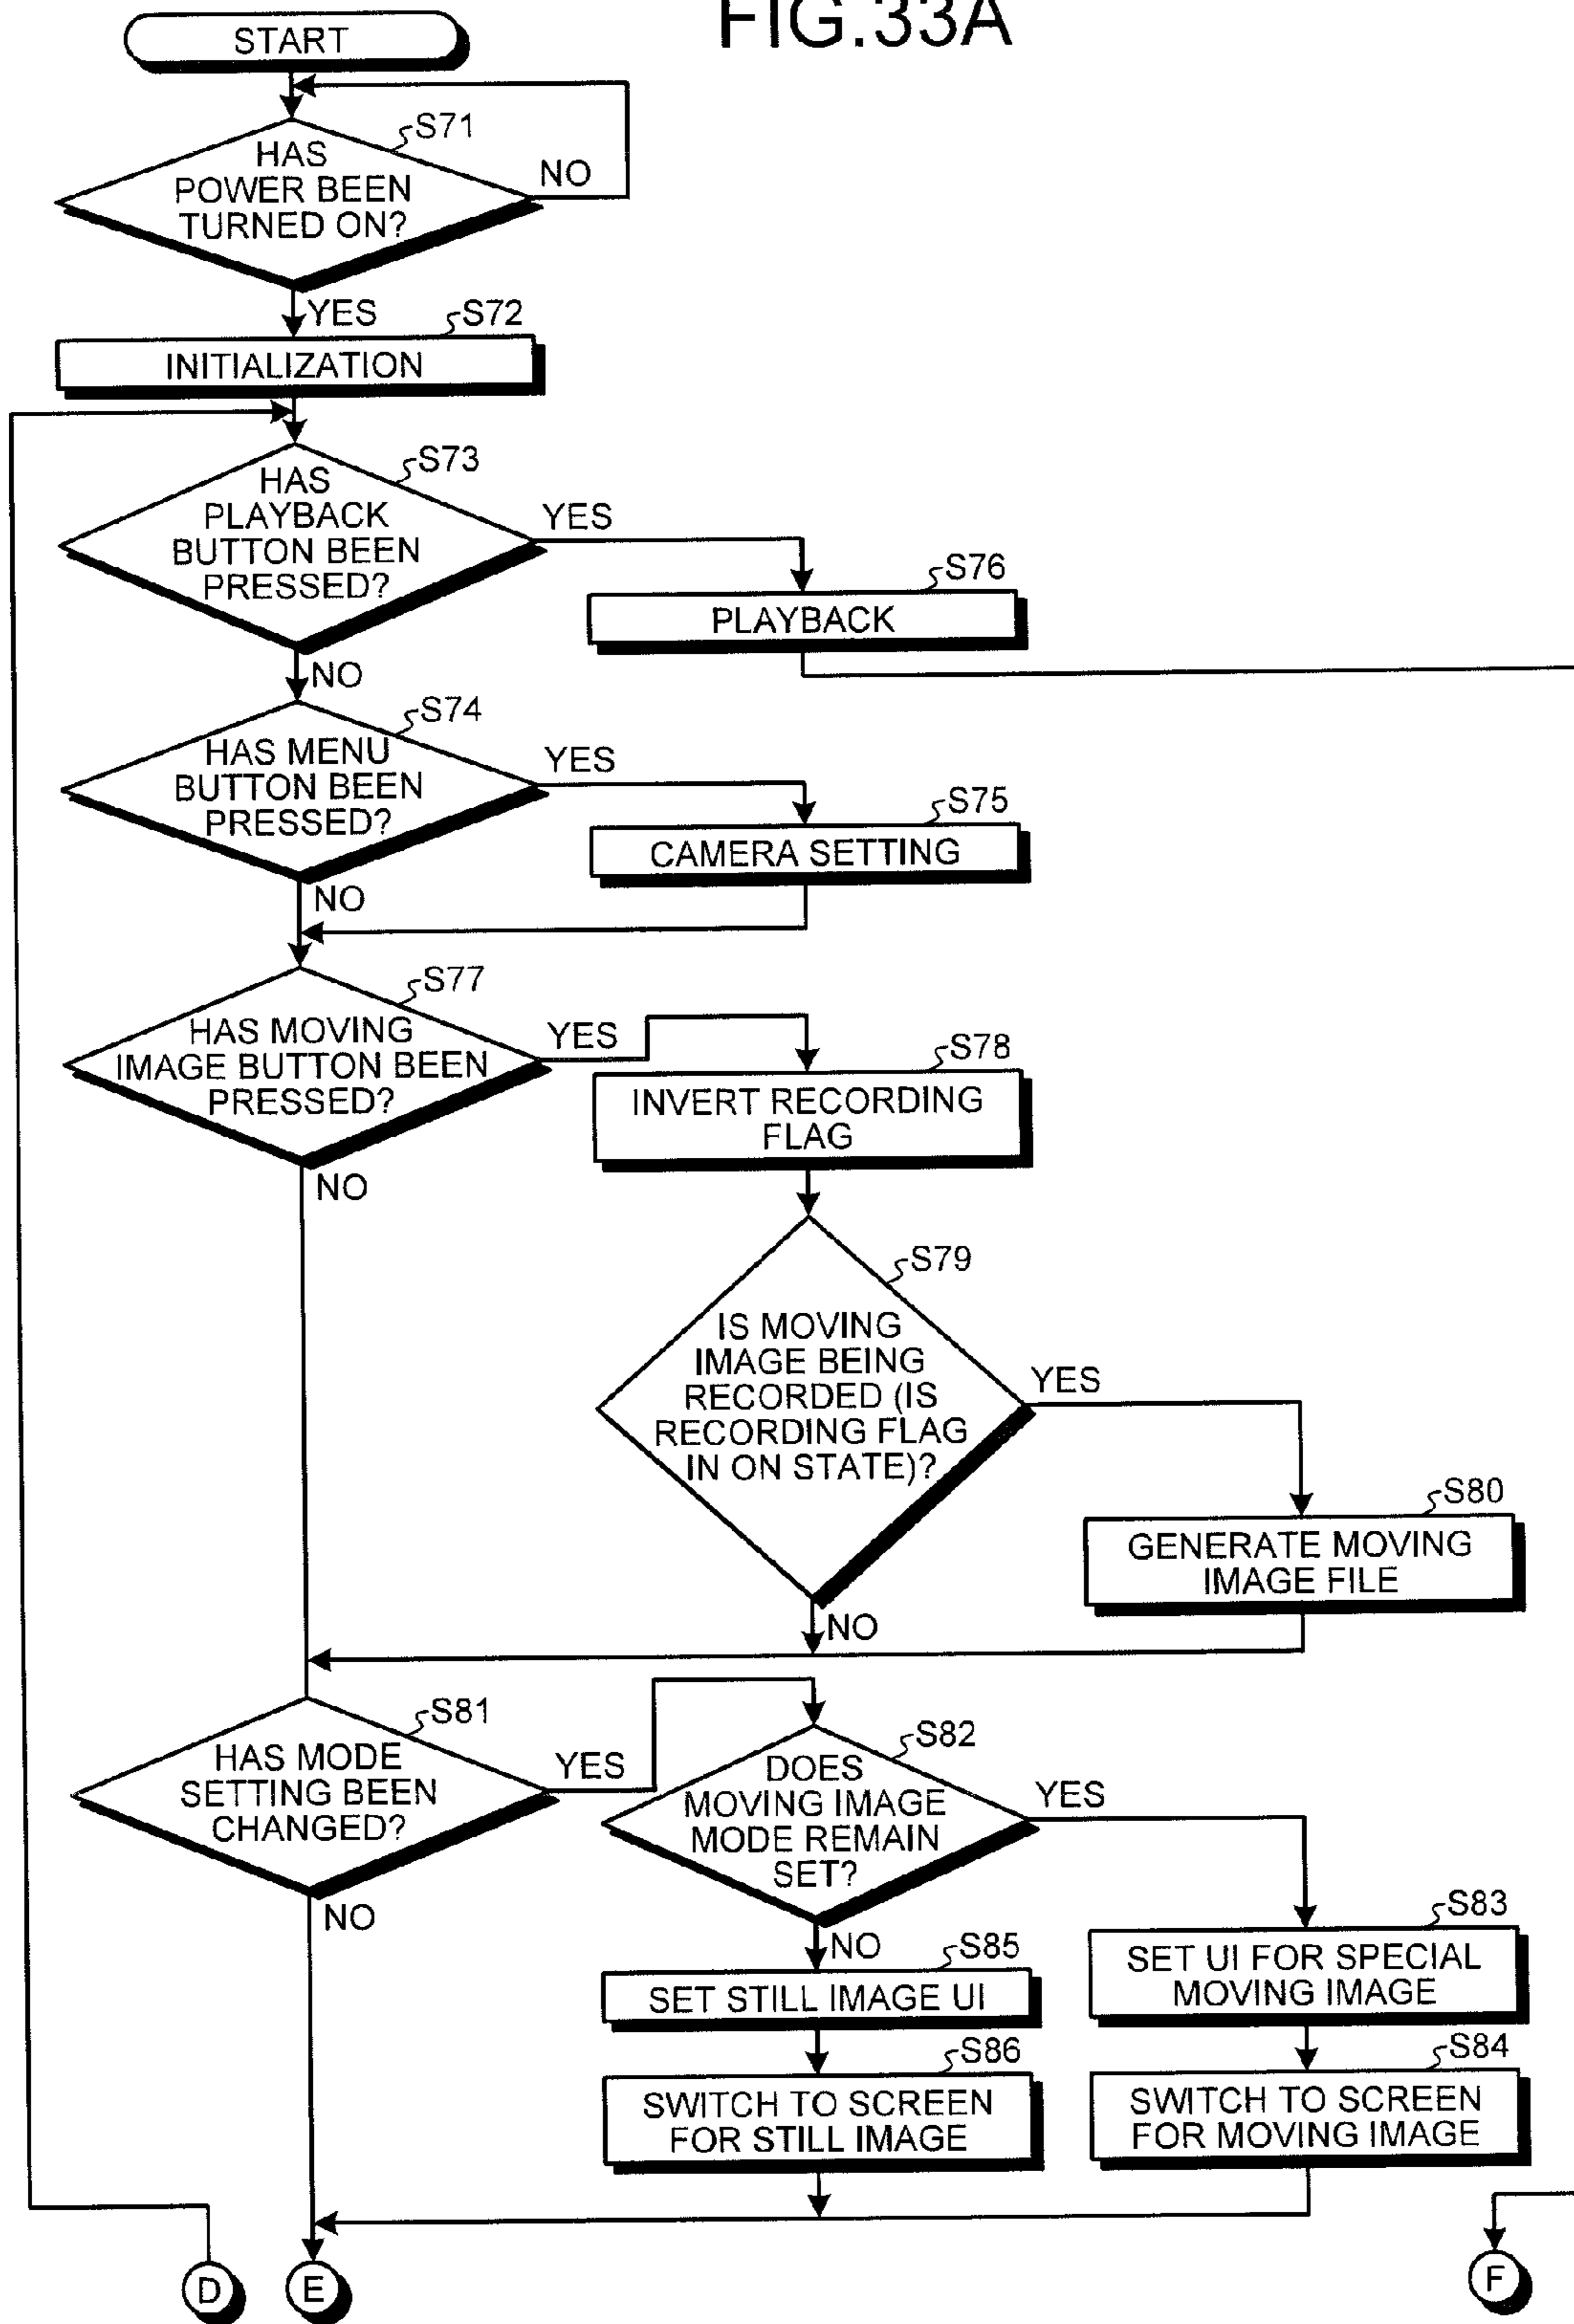 FIG.33A
START
S71
HAS
POWER BEEN
TURNED ON?
NO
YES
S72
INITIALIZATION
S73
HAS
PLAYBACK
BUTTON BEEN
PRESSED?
YES
S76
PLAYBACK
NO
S74
HAS MENU
BUTTON BEEN
PRESSED?
YES
S75
CAMERA SETTING
NO
S77
HAS MOVING
IMAGE BUTTON BEEN
PRESSED?
YES
S78
INVERT RECORDING
FLAG
NO
S79
IS MOVING
IMAGE BEING
RECORDED (IS
RECORDING FLAG
IN ON STATE)?
YES
S80
GENERATE MOVING
IMAGE FILE
NO
S81
HAS MODE
SETTING BEEN
CHANGED?
YES
S82
DOES
MOVING IMAGE
MODE REMAIN
SET?
YES
NO
S83
SET UI FOR SPECIAL
MOVING IMAGE
NO
S85
SET STILL IMAGE UI
S86
SWITCH TO SCREEN
FOR STILL IMAGE
S84
SWITCH TO SCREEN
FOR MOVING IMAGE
D
E
F